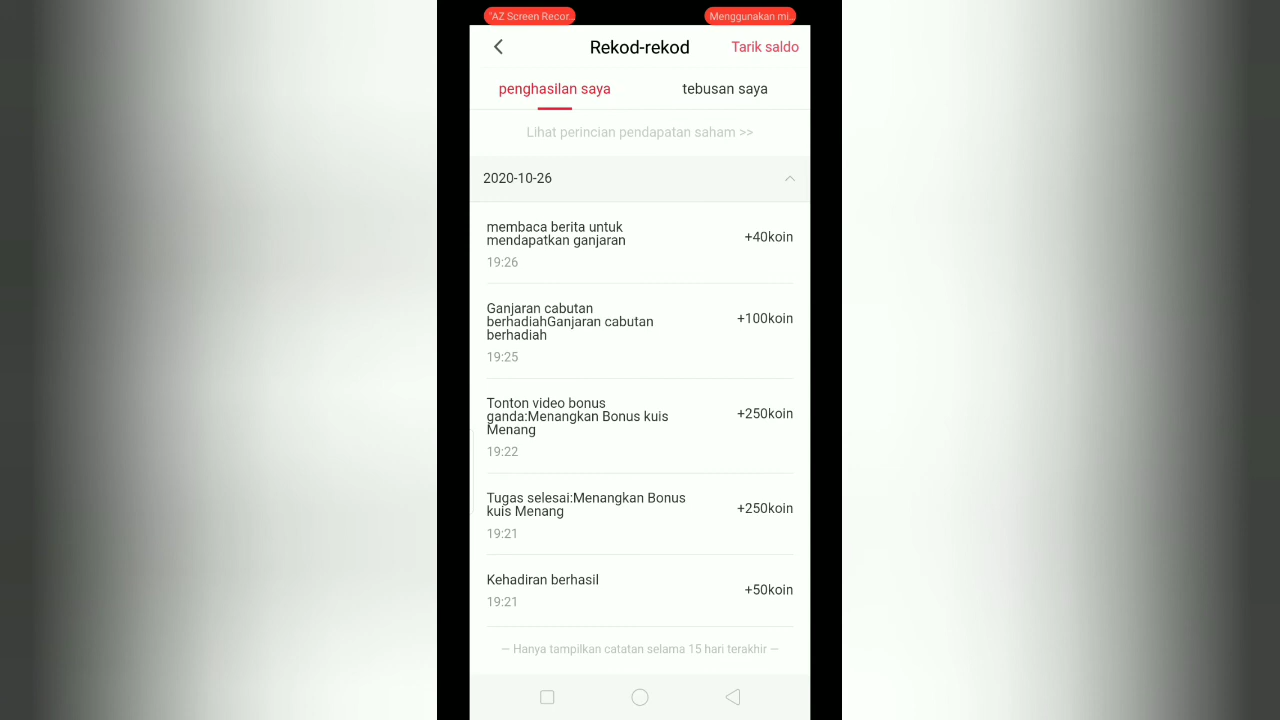 "AZ Screen Recor...
Menggunakan mi...
Rekod-rekod
Tarik saldo
penghasilan saya
tebusan saya
Lihat perincian pendapatan saham >>
2020-10-26
membaca berita untuk
mendapatkan ganjaran
+40koin
19:26
Ganjaran cabutan
berhadiahGanjaran cabutan
berhadiah
+100koin
19:25
Tonton video bonus
ganda:Menangkan Bonus kuis
Menang
+250koin
19:22
Tugas selesai:Menangkan Bonus
kuis Menang
+250koin
19:21
Kehadiran berhasil
+50koin
19:21
— Hanya tampilkan catatan selama 15 hari terakhir —